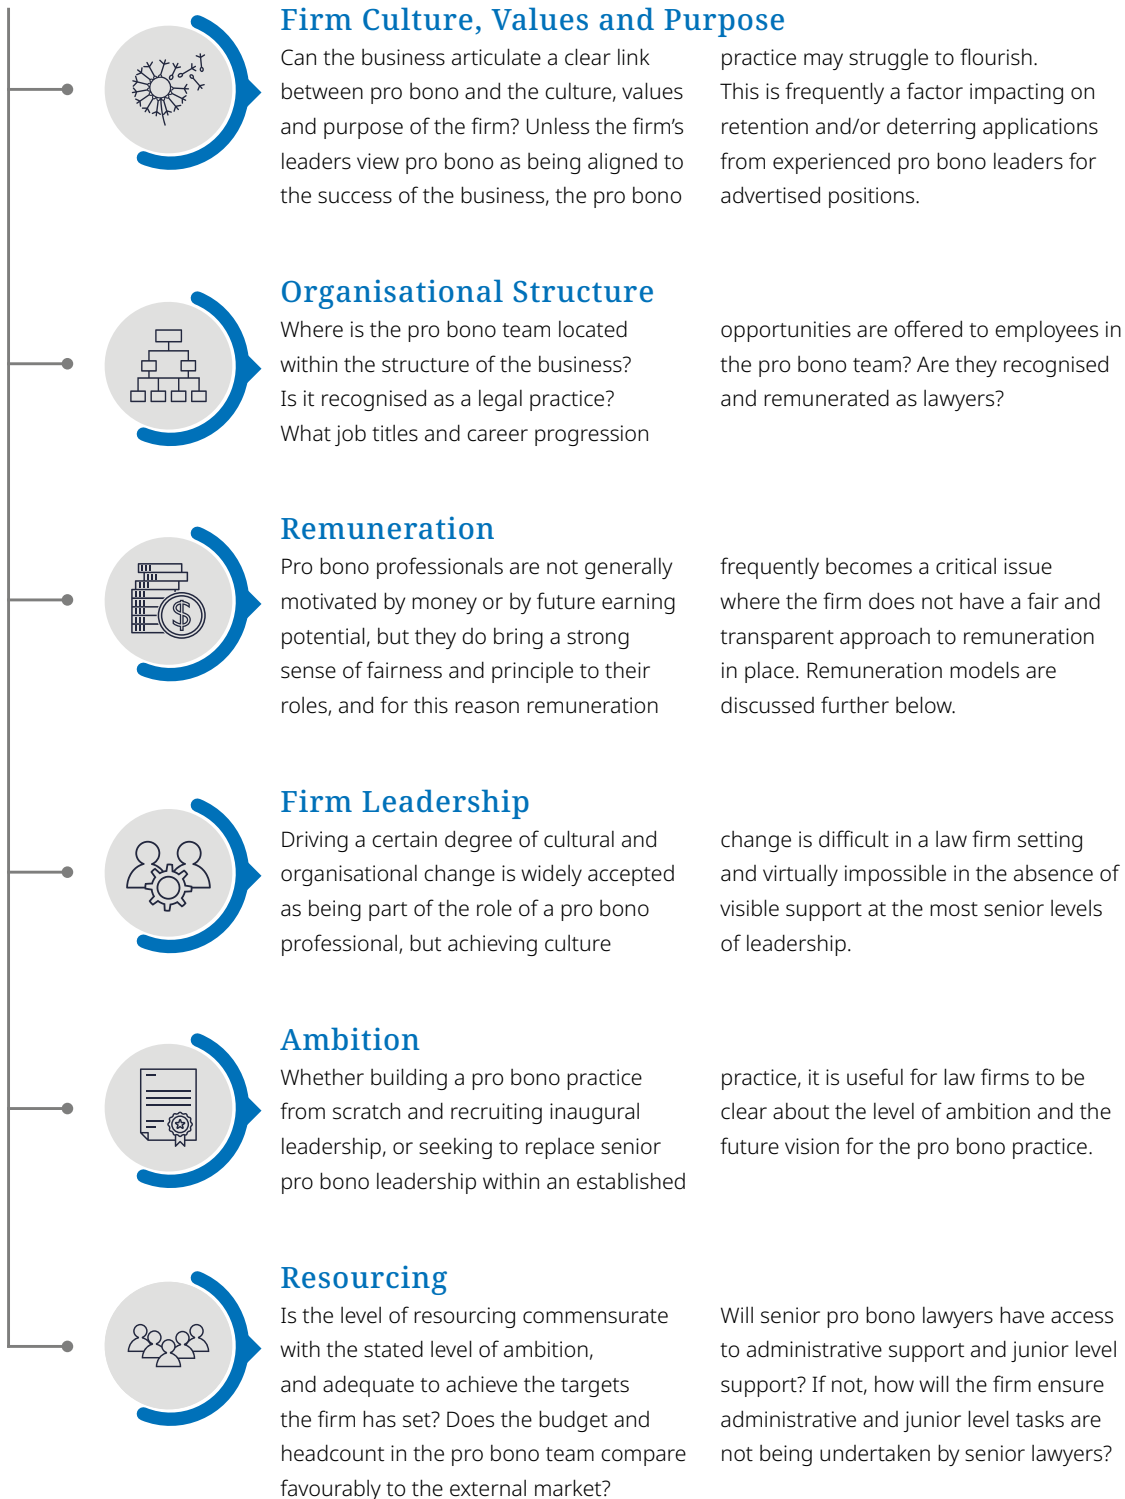 Firm Culture, Values and Purpose
Can the business articulate a clear link
between pro bono and the culture, values
and purpose of the firm? Unless the firm's
leaders view pro bono as being aligned to
the success of the business, the pro bono
practice may struggle to flourish.
This is frequently a factor impacting on
retention and/or deterring applications
from experienced pro bono leaders for
advertised positions.
Organisational Structure
Where is the pro bono team located
within the structure of the business?
Is it recognised as a legal practice?
What job titles and career progression
opportunities are offered to employees in
the pro bono team? Are they recognised
and remunerated as lawyers?
Remuneration
Pro bono professionals are not generally
motivated by money or by future earning
potential, but they do bring a strong
sense of fairness and principle to their
roles, and for this reason remuneration
frequently becomes a critical issue
where the firm does not have a fair and
transparent approach to remuneration
in place. Remuneration models are
discussed further below.
Firm Leadership
Driving a certain degree of cultural and
organisational change is widely accepted
as being part of the role of a pro bono
professional, but achieving culture
change is difficult in a law firm setting
and virtually impossible in the absence of
visible support at the most senior levels
of leadership.
Ambition
Whether building a pro bono practice
from scratch and recruiting inaugural
leadership, or seeking to replace senior
pro bono leadership within an established
practice, it is useful for law firms to be
clear about the level of ambition and the
future vision for the pro bono practice.
Resourcing
Is the level of resourcing commensurate
with the stated level of ambition,
and adequate to achieve the targets
the firm has set? Does the budget and
headcount in the pro bono team compare
favourably to the external market?
Will senior pro bono lawyers have access
to administrative support and junior level
support? If not, how will the firm ensure
administrative and junior level tasks are
not being undertaken by senior lawyers?